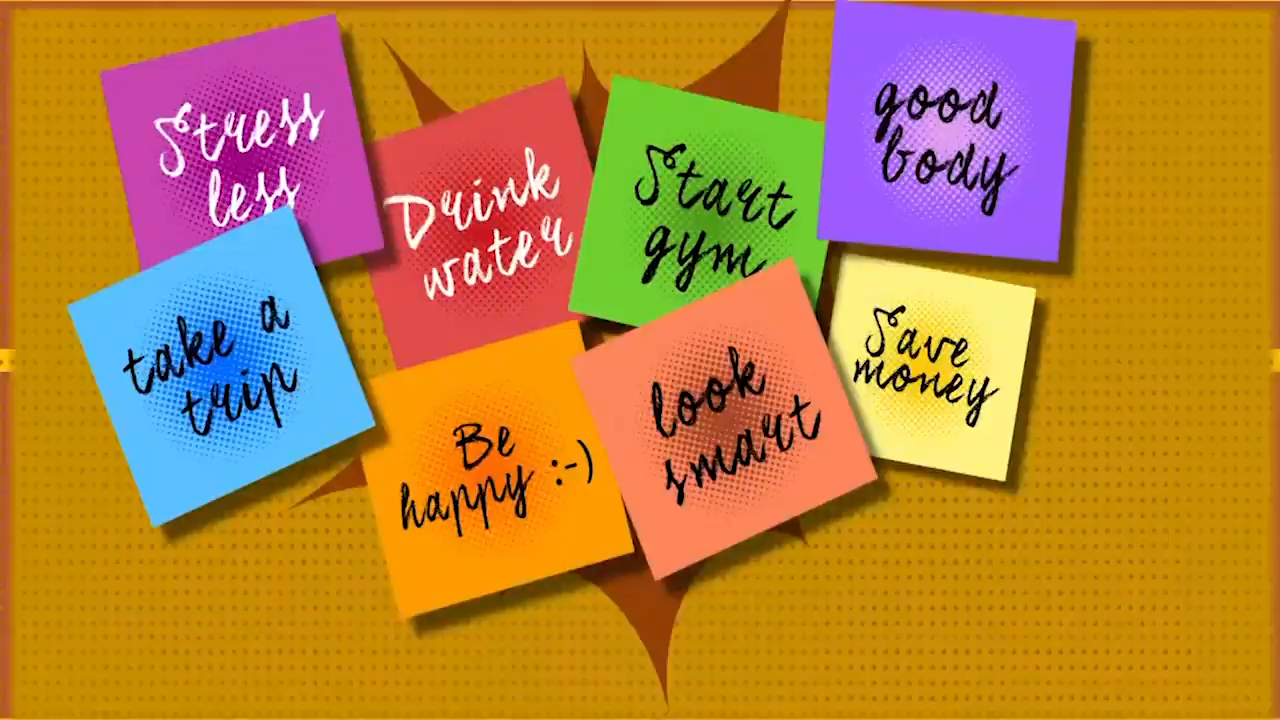 Stress
less
Drink
water
Start
gym
good
body
take a
trip
Be
happy :-)
look
smart
Save
money